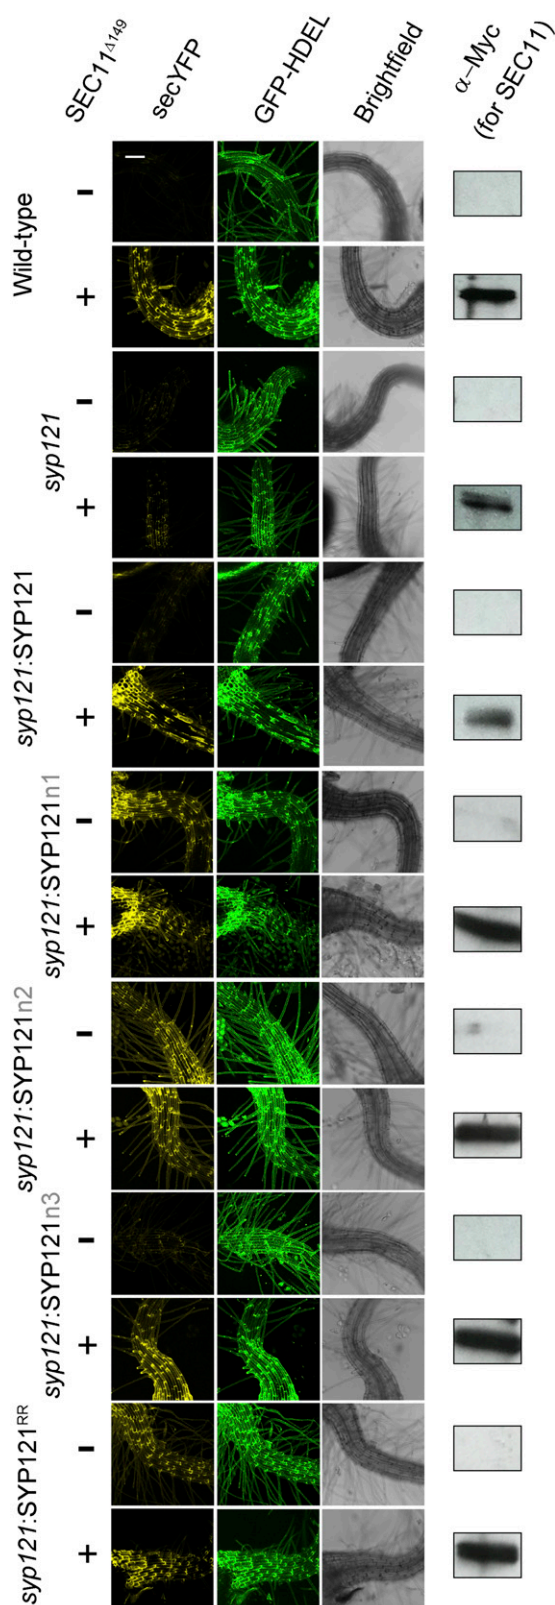 SEC11Δ149
secYFP
GFP-HDEL
Brightfield
α–Myc
(for SEC11)
Wild-type
–
+
syp121
–
+
syp121:SYP121
–
+
syp121:SYP121n1
–
+
syp121:SYP121n2
–
+
syp121:SYP121n3
–
+
syp121:SYP121RR
–
+